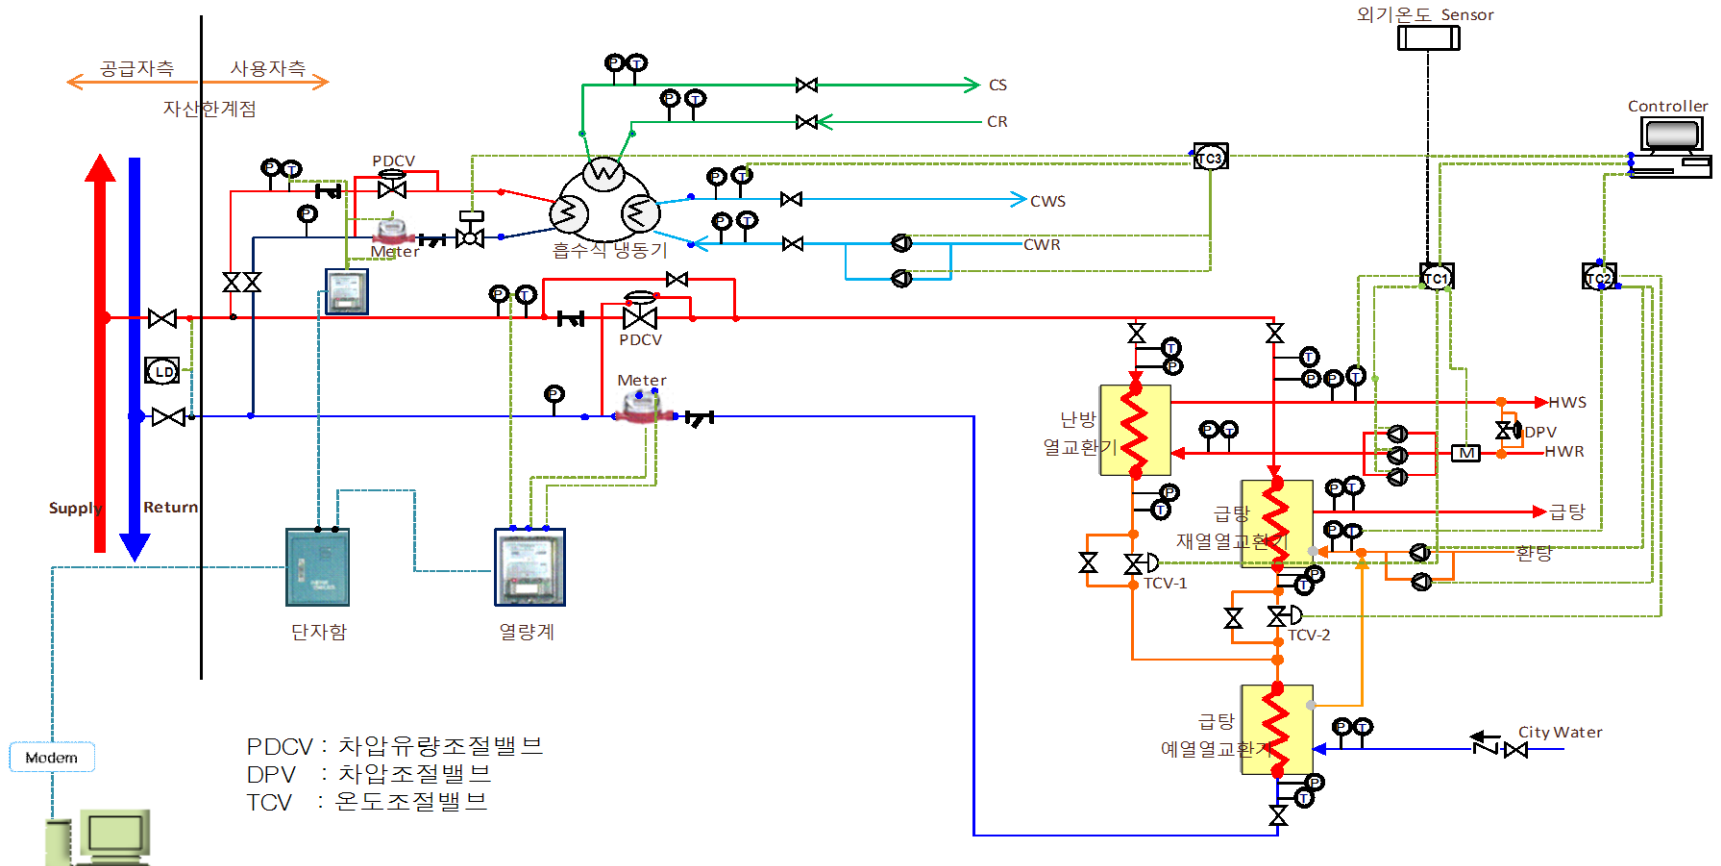 외기온도 Sensor
공급자측
사용자측
자산한계점
Controller
P
T
CS
P
T
CR
PDCV
P
T
TC3
P
T
CWS
P
Meter
P
T
CWR
흡수식 냉동기
TC1
TC2
P
T
PDCV
LD
Meter
P
T
P
T
P
P
T
HWS
난방
열교환기
P
T
DPV
M
HWR
Supply
Return
P
T
P
T
급탕
급탕
재열열교환기
P
T
환탕
TCV-1
P
T
단자함
열량계
TCV-2
급탕
예열열교환기
P
T
City Water
P
T
Modem
PDCV : 차압유량조절밸브
DPV : 차압조절밸브
TCV : 온도조절밸브